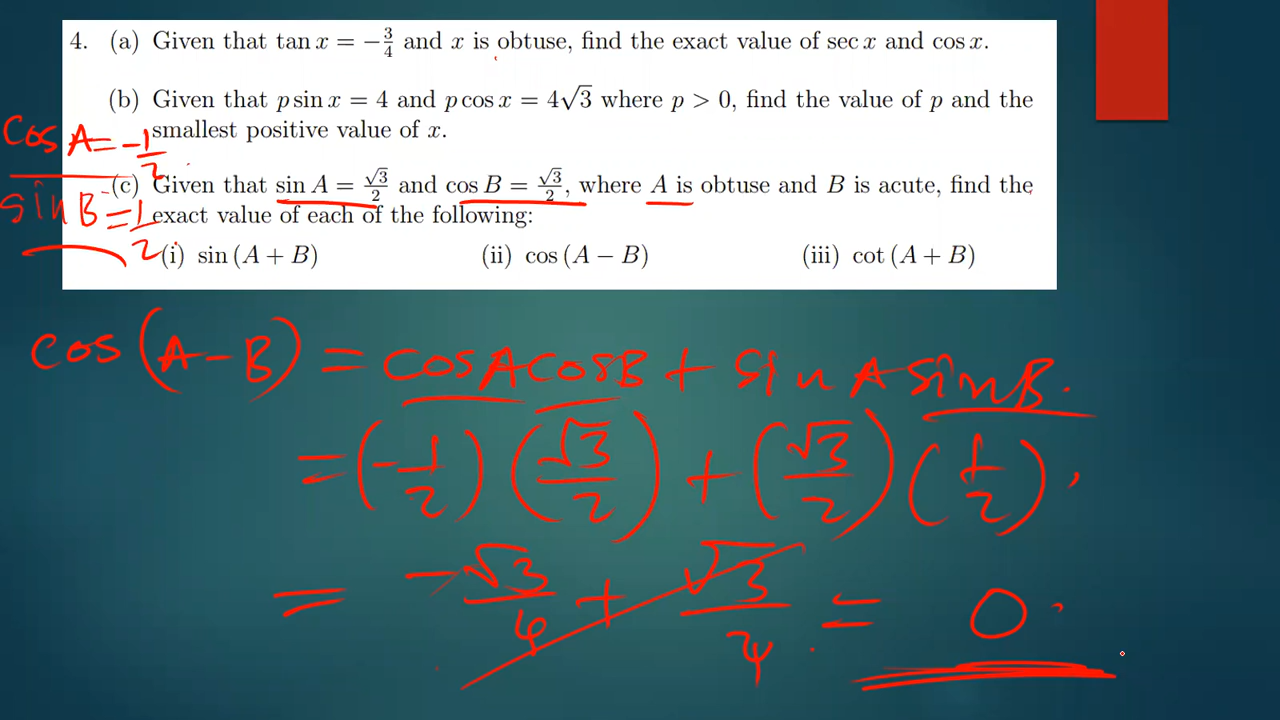 4. (a) Given that tan x = −3/4 and x is obtuse, find the exact value of sec x and cos x.
(b) Given that p sin x = 4 and p cos x = 4√3 where p > 0, find the value of p and the
smallest positive value of x.
cos A = -1/2
(c) Given that sin A = √3/2 and cos B = √3/2, where A is obtuse and B is acute, find the
sin B = 1/2
exact value of each of the following:
(i) sin (A + B) (ii) cos (A − B) (iii) cot (A + B)
cos (A - B) = cos A cos B + sin A sin B.
= (-1/2) (√3/2) + (√3/2) (1/2),
= -√3/4 + √3/4 = 0.